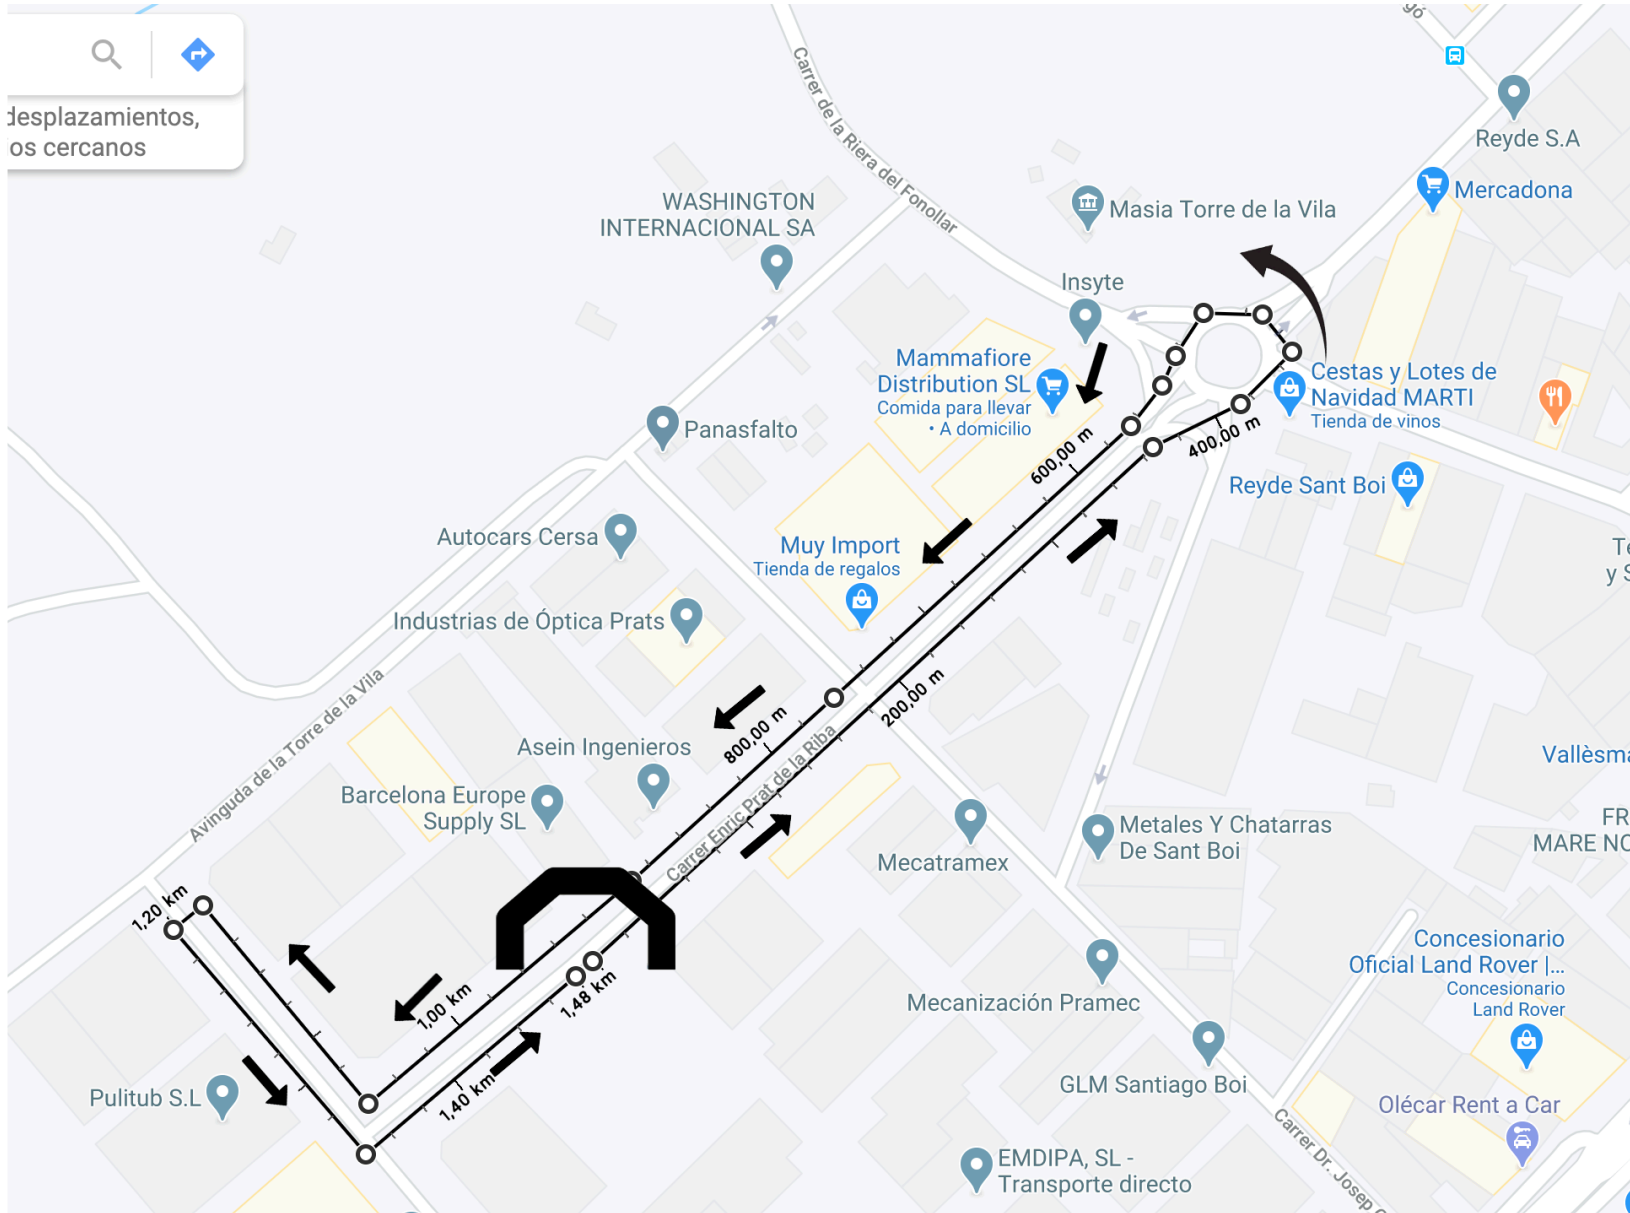 gó
desplazamientos,
os cercanos
Reyde S.A
Mercadona
Carrer de la Riera del Fonollar
WASHINGTON
INTERNACIONAL SA
Masia Torre de la Vila
Insyte
Mammafiore
Distribution SL
Comida para llevar
• A domicilio
Cestas y Lotes de
Navidad MARTI
Tienda de vinos
400,00 m
600,00 m
Panasfalto
Reyde Sant Boi
Autocars Cersa
Muy Import
Tienda de regalos
Te
y S
Industrias de Óptica Prats
200,00 m
800,00 m
Avinguda de la Torre de la Vila
Asein Ingenieros
Vallèsma
Barcelona Europe
Supply SL
Carrer Enric Prat de la Riba
Metales Y Chatarras
De Sant Boi
FR
MARE NO
Mecatramex
1,20 km
Concesionario
Oficial Land Rover |...
Concesionario
Land Rover
1,00 km
1,48 km
Mecanización Pramec
Pulitub S.L
1,40 km
GLM Santiago Boi
Olécar Rent a Car
Carrer Dr. Josep
EMDIPA, SL -
Transporte directo